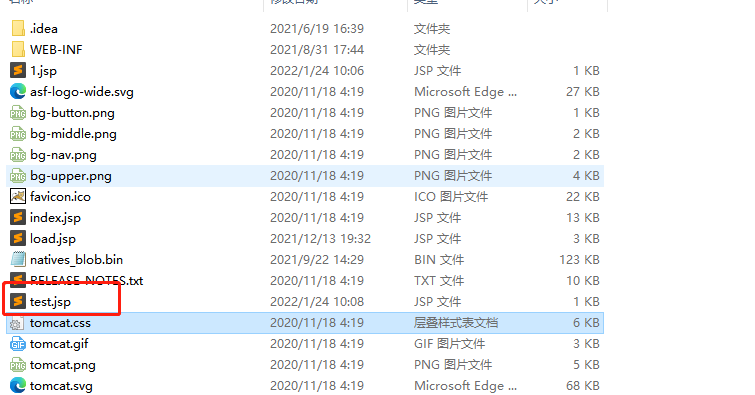 .idea 2021/6/19 16:39 文件夹
WEB-INF 2021/8/31 17:44 文件夹
1.jsp 2022/1/24 10:06 JSP 文件 1 KB
asf-logo-wide.svg 2020/11/18 4:19 Microsoft Edge ... 27 KB
bg-button.png 2020/11/18 4:19 PNG 图片文件 1 KB
bg-middle.png 2020/11/18 4:19 PNG 图片文件 2 KB
bg-nav.png 2020/11/18 4:19 PNG 图片文件 2 KB
bg-upper.png 2020/11/18 4:19 PNG 图片文件 4 KB
favicon.ico 2020/11/18 4:19 ICO 图片文件 22 KB
index.jsp 2020/11/18 4:19 JSP 文件 13 KB
load.jsp 2021/12/13 19:32 JSP 文件 3 KB
natives_blob.bin 2021/9/22 14:29 BIN 文件 123 KB
RELEASE-NOTES.txt 2020/11/18 4:19 TXT 文件 10 KB
test.jsp 2022/1/24 10:08 JSP 文件 1 KB
tomcat.css 2020/11/18 4:19 层叠样式表文档 6 KB
tomcat.gif 2020/11/18 4:19 GIF 图片文件 3 KB
tomcat.png 2020/11/18 4:19 PNG 图片文件 5 KB
tomcat.svg 2020/11/18 4:19 Microsoft Edge ... 68 KB